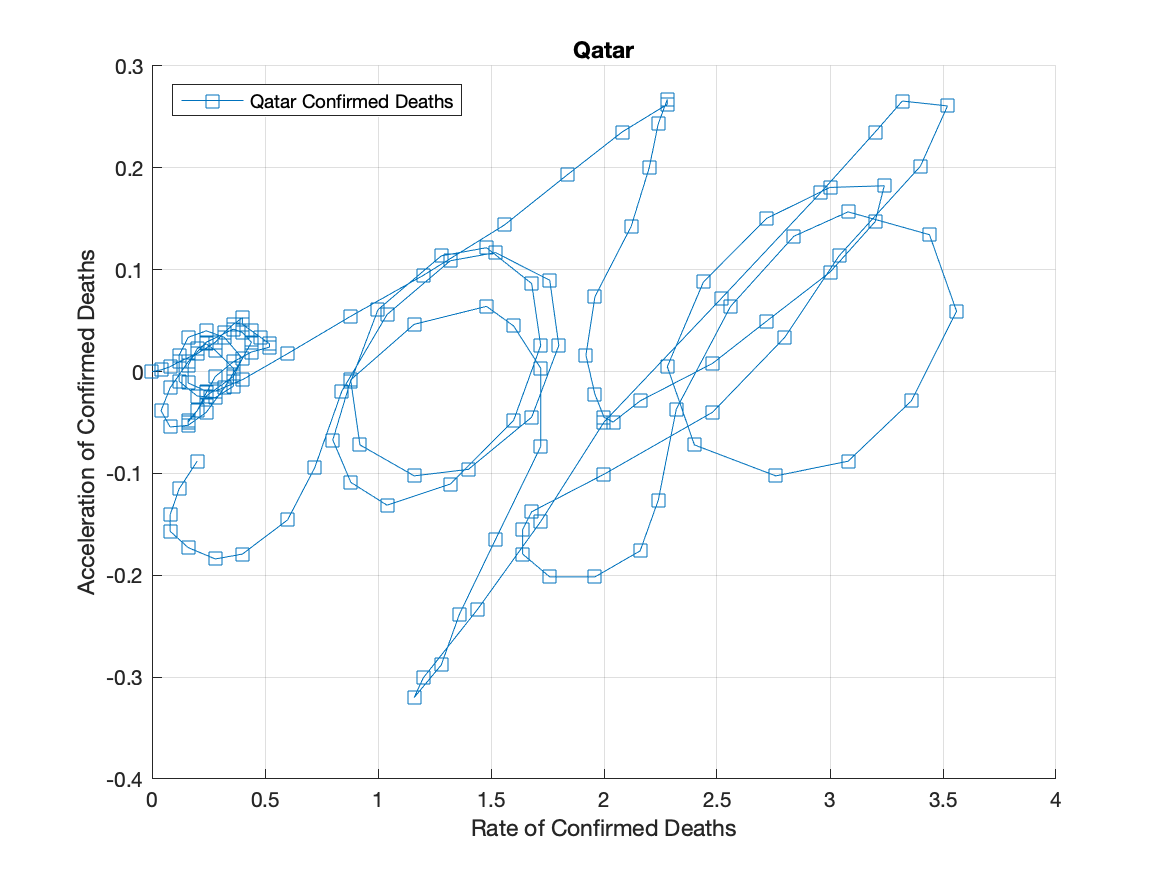 Qatar
Qatar Confirmed Deaths
0.3
0.2
0.1
0
-0.1
-0.2
-0.3
-0.4
Acceleration of Confirmed Deaths
0 0.5 1 1.5 2 2.5 3 3.5 4
Rate of Confirmed Deaths